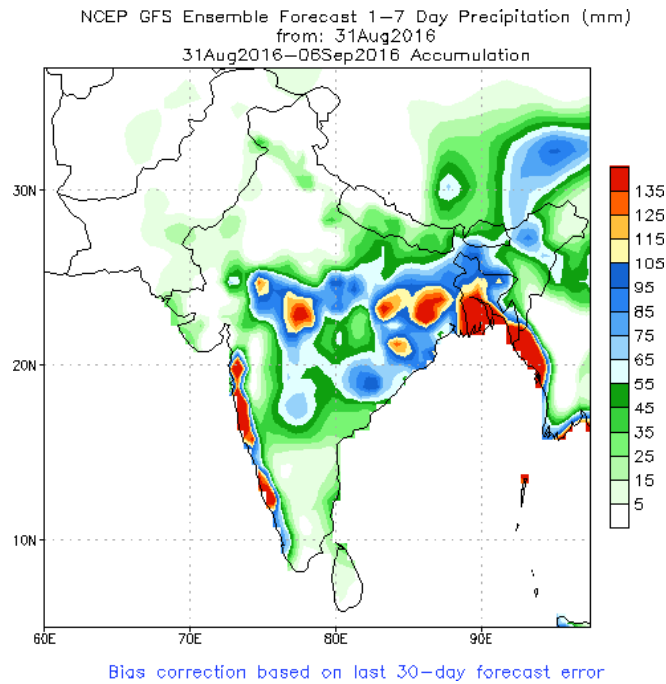 NCEP GFS Ensemble Forecast 1-7 Day Precipitation (mm)
from: 31Aug2016
31Aug2016-06Sep2016 Accumulation
30N
20N
10N
60E
70E
80E
90E
135
125
115
105
95
85
75
65
55
45
35
25
15
5
Bias correction based on last 30-day forecast error